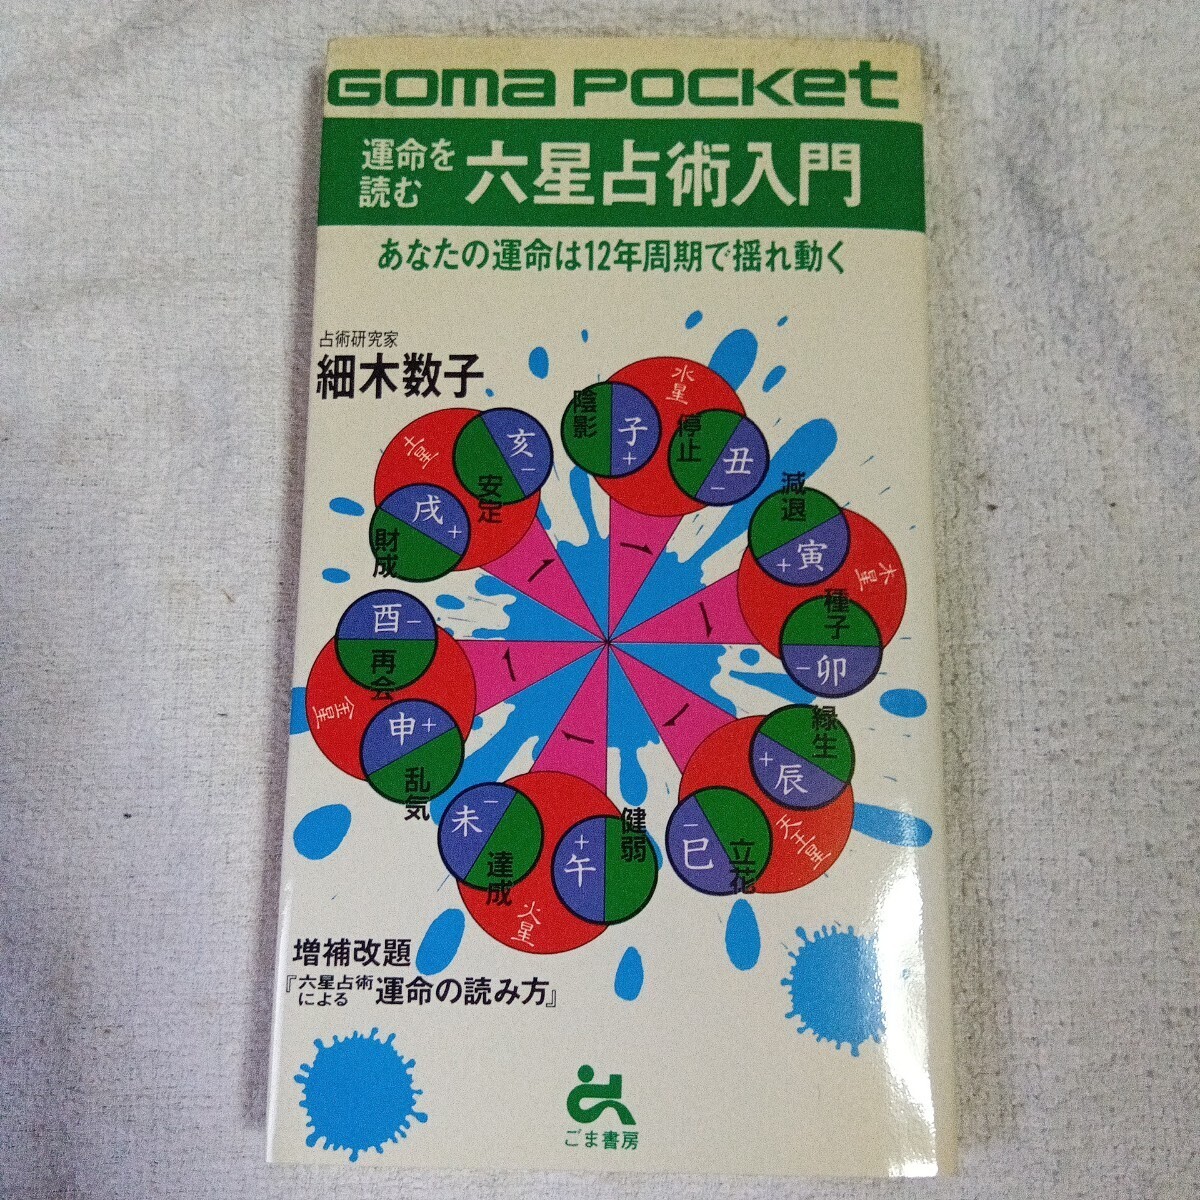 GOMA POCKET
運命を
読む
六星占術入門
あなたの運命は12年周期で揺れ動く
占術研究家
細木数子
水星
陰影
子
+
停止
丑
−
減退
寅
+
木星
種子
卯
−
緑生
辰
+
天王星
立花
巳
−
健弱
午
+
火星
達成
未
−
乱気
申
+
金星
再会
酉
−
財成
戌
+
土星
安定
亥
−
増補改題
『六星占術
による
運命の読み方』
ごま書房